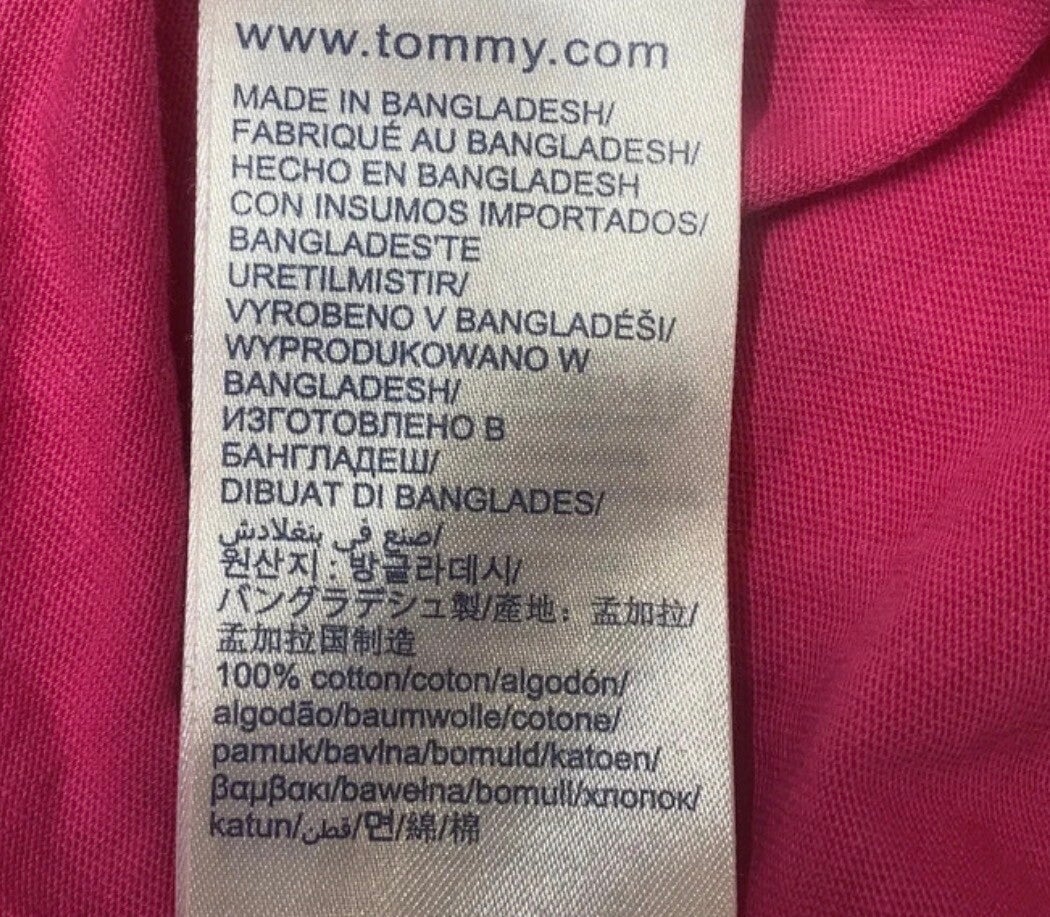 www.tommy.com
MADE IN BANGLADESH/
FABRIQUÉ AU BANGLADESH/
HECHO EN BANGLADESH
CON INSUMOS IMPORTADOS/
BANGLADES'TE
URETILMISTIR/
VYROBENO V BANGLADÉŠI/
WYPRODUKOWANO W
BANGLADESH/
ИЗГОТОВЛЕНО В
БАНГЛАДЕШ/
DIBUAT DI BANGLADES/
صنع في بنغلادش/
원산지 : 방글라데시/
バングラデシュ製/產地：孟加拉/
孟加拉国制造
100% cotton/coton/algodón/
algodão/baumwolle/cotone/
pamuk/bavlna/bomuld/katoen/
βαμβακι/bawełna/bomull/хлопок/
katun/قطن/면/綿/棉